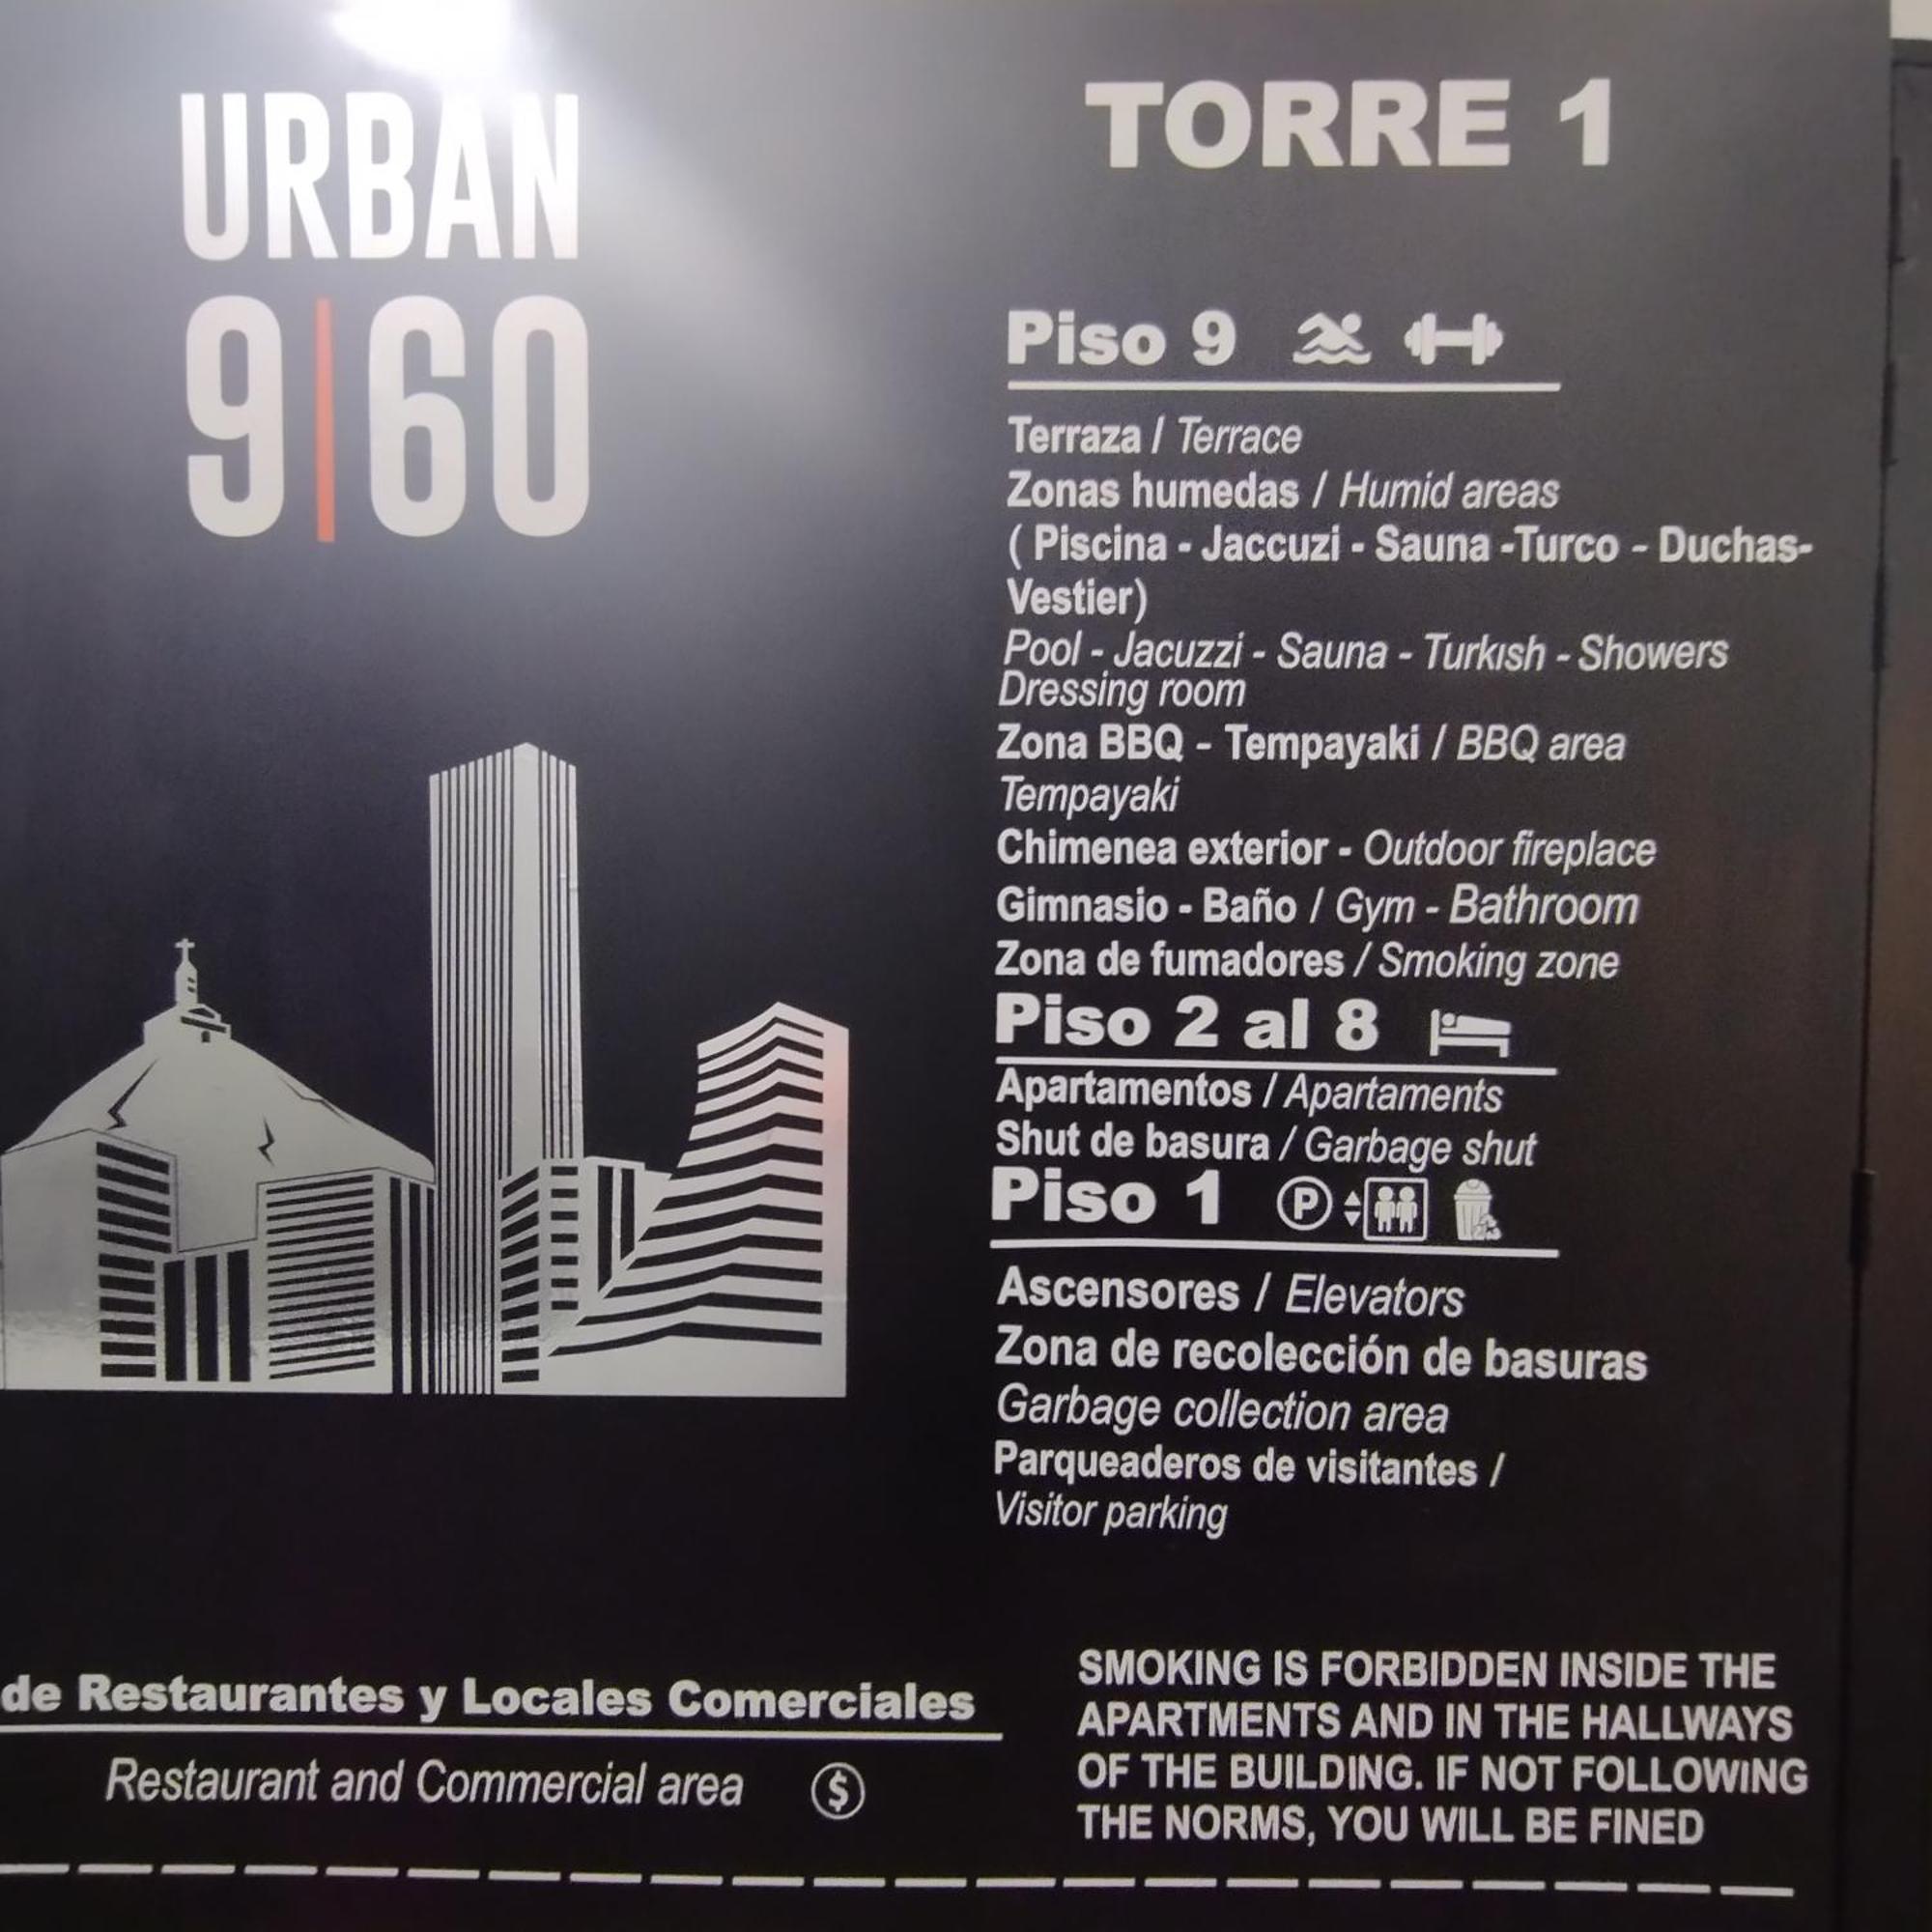 URBAN
9|60
TORRE 1
Piso 9
Terraza / Terrace
Zonas humedas / Humid areas
( Piscina - Jaccuzi - Sauna -Turco - Duchas-
Vestier)
Pool - Jacuzzi - Sauna - Turkısh - Showers
Dressing room
Zona BBQ - Tempayaki / BBQ area
Tempayaki
Chimenea exterior - Outdoor fireplace
Gimnasio - Baño / Gym - Bathroom
Zona de fumadores / Smoking zone
Piso 2 al 8
Apartamentos / Apartaments
Shut de basura / Garbage shut
Piso 1
P
Ascensores / Elevators
Zona de recolección de basuras
Garbage collection area
Parqueaderos de visitantes /
Visitor parking
de Restaurantes y Locales Comerciales
Restaurant and Commercial area $
SMOKING IS FORBIDDEN INSIDE THE
APARTMENTS AND IN THE HALLWAYS
OF THE BUILDING. IF NOT FOLLOWING
THE NORMS, YOU WILL BE FINED